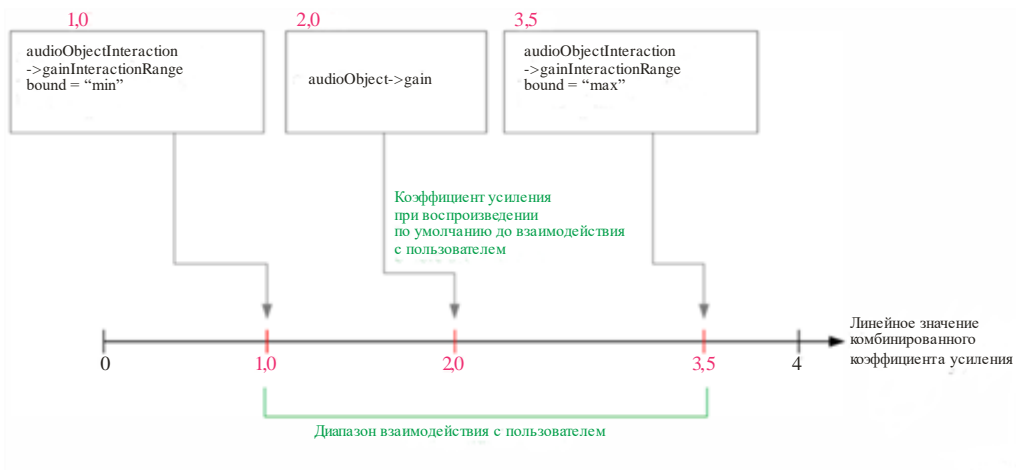 1,0
2,0
3,5
audioObjectInteraction
->gainInteractionRange
bound = “min”
audioObject->gain
audioObjectInteraction
->gainInteractionRange
bound = “max”
Коэффициент усиления
при воспроизведении
по умолчанию до взаимодействия
с пользователем
Линейное значение
комбинированного
коэффициента усиления
0
1,0
2,0
3,5
4
Диапазон взаимодействия с пользователем